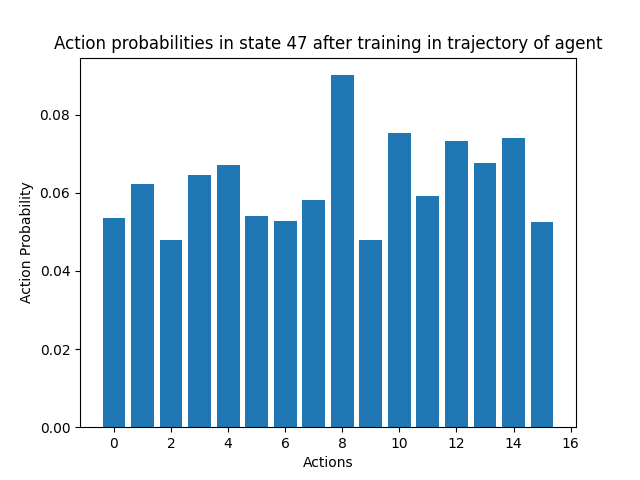 Action probabilities in state 47 after training in trajectory of agent
0.08
0.06
0.04
0.02
0.00
Action Probability
0 2 4 6 8 10 12 14 16
Actions